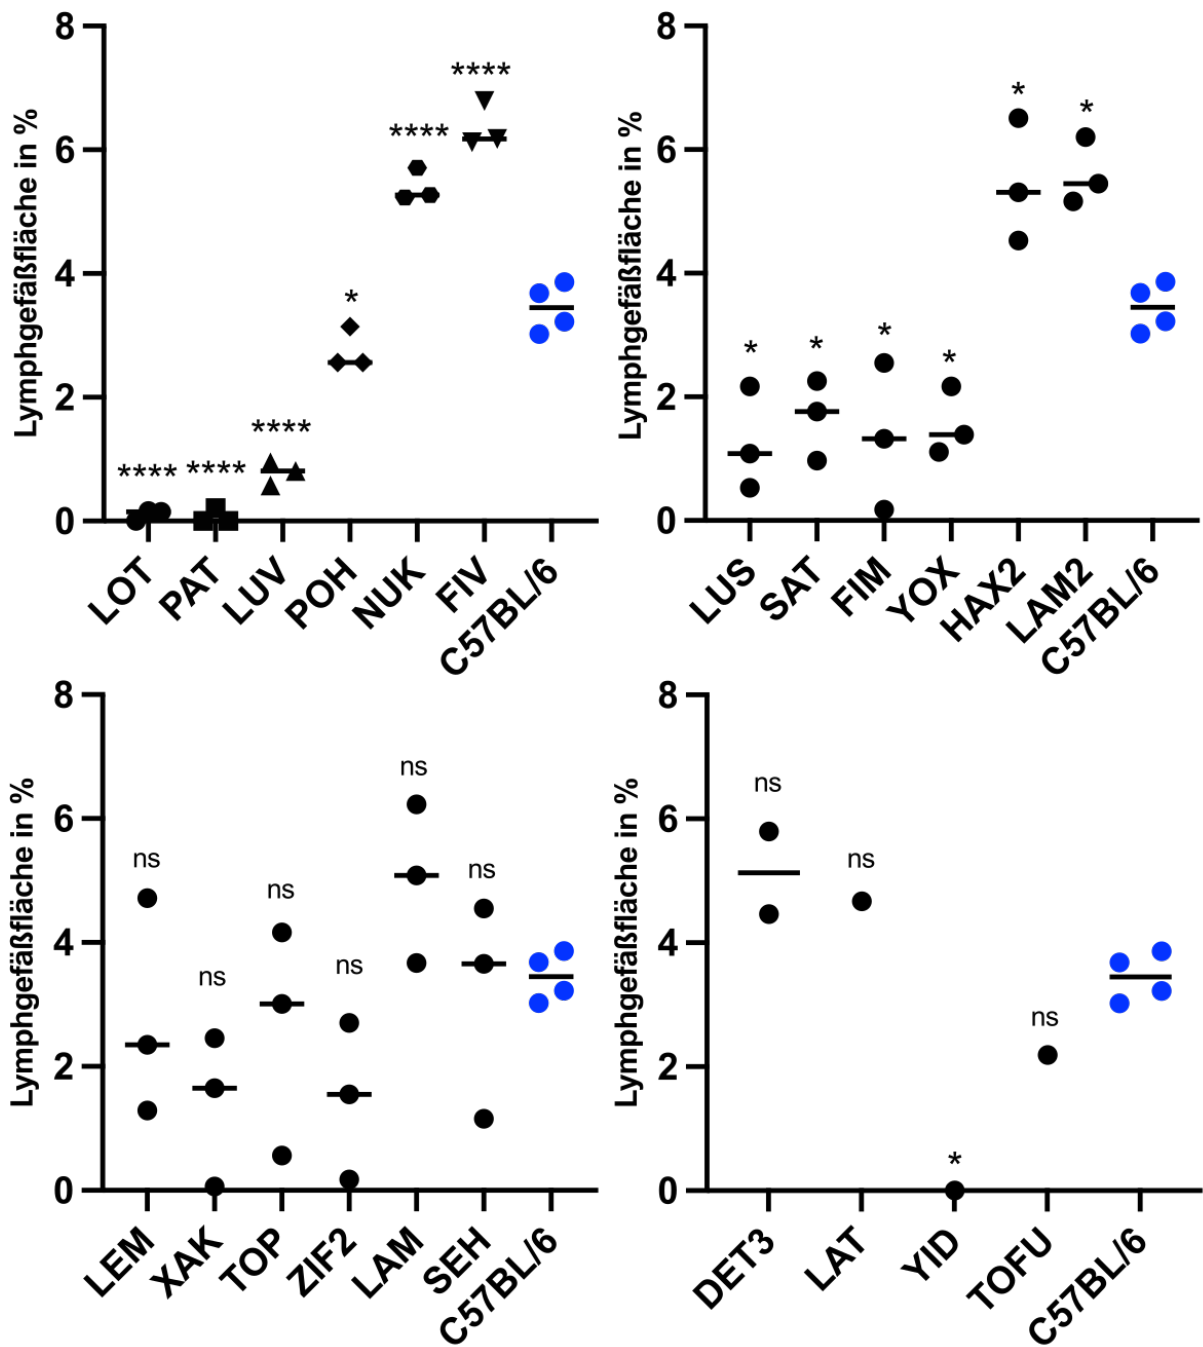 Lymphgefäßfläche in %
8
6
4
2
0
**** **** **** * **** ****
LOT PAT LUV POH NUK FIV C57BL/6
Lymphgefäßfläche in %
8
6
4
2
0
* * * * * *
LUS SAT FIM YOX HAX2 LAM2 C57BL/6
Lymphgefäßfläche in %
8
6
4
2
0
ns ns ns ns ns ns
LEM XAK TOP ZIF2 LAM SEH C57BL/6
Lymphgefäßfläche in %
8
6
4
2
0
ns ns * ns
DET3 LAT YID TOFU C57BL/6